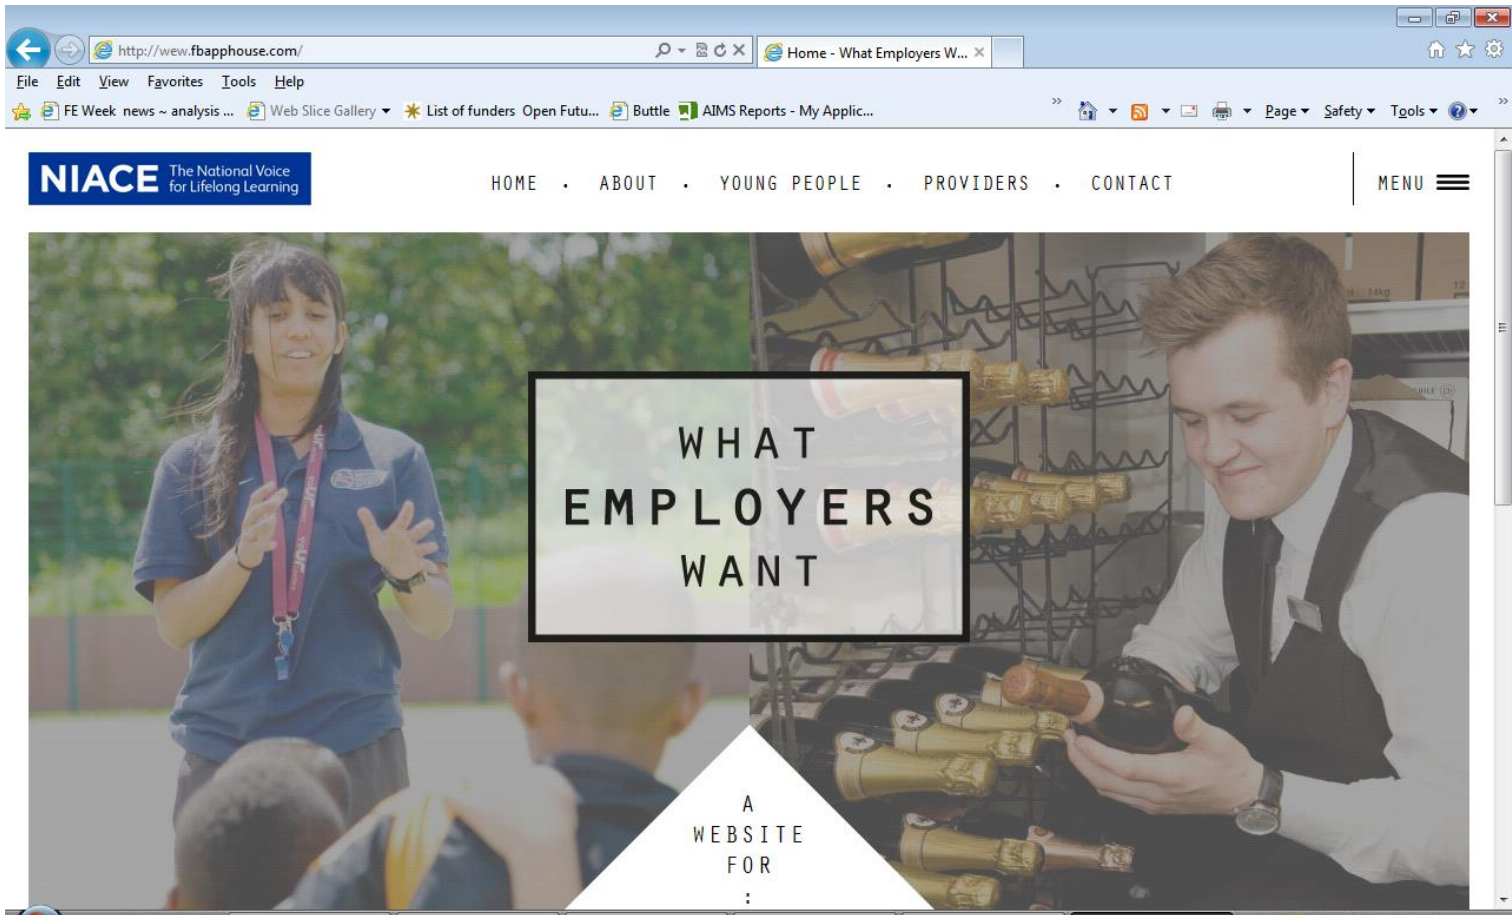 http://wew.fbapphouse.com/
Home - What Employers W...
File Edit View Favorites Tools Help
FE Week news ~ analysis ... Web Slice Gallery List of funders Open Futu... Buttle AIMS Reports - My Applic...
Page Safety Tools
NIACE The National Voice
for Lifelong Learning
HOME . ABOUT . YOUNG PEOPLE . PROVIDERS . CONTACT
MENU
14kg 12
WHAT
EMPLOYERS
WANT
A
WEBSITE
FOR
: